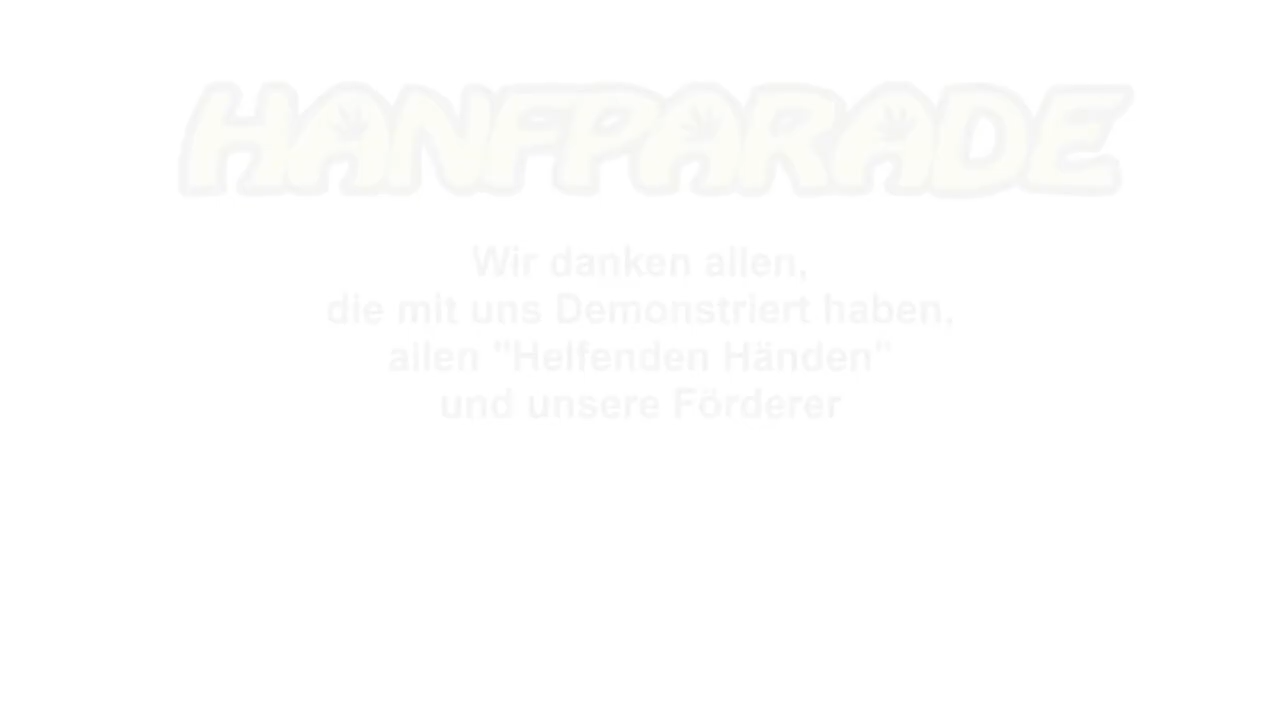 HANFPARADE
Wir danken allen,
die mit uns Demonstriert haben,
allen "Helfenden Händen"
und unsere Förderer